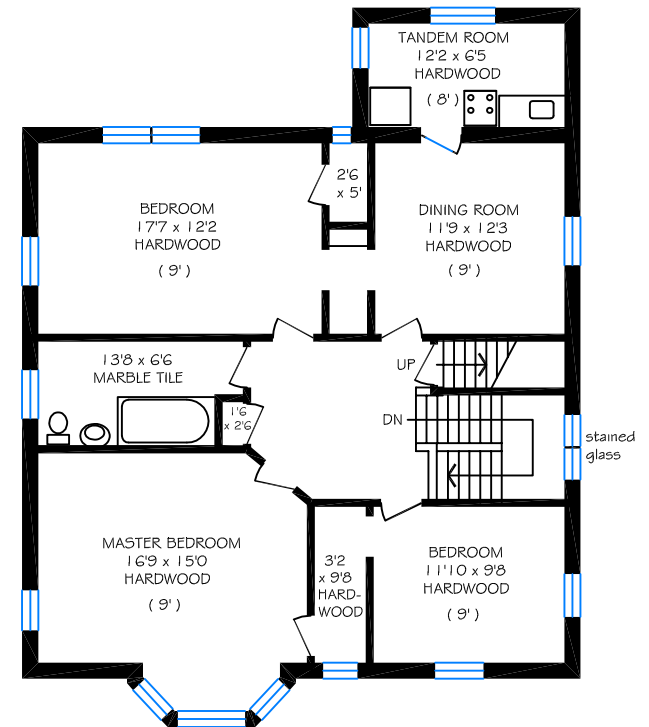 TANDEM ROOM
12'2 x 6'5
HARDWOOD
( 8' )
2'6
x 5'
BEDROOM
17'7 x 12'2
HARDWOOD
( 9' )
DINING ROOM
11'9 x 12'3
HARDWOOD
( 9' )
13'8 x 6'6
MARBLE TILE
UP
1'6
x 2'6
DN
stained
glass
MASTER BEDROOM
16'9 x 15'0
HARDWOOD
( 9' )
3'2
x 9'8
HARD-
WOOD
BEDROOM
11'10 x 9'8
HARDWOOD
( 9' )